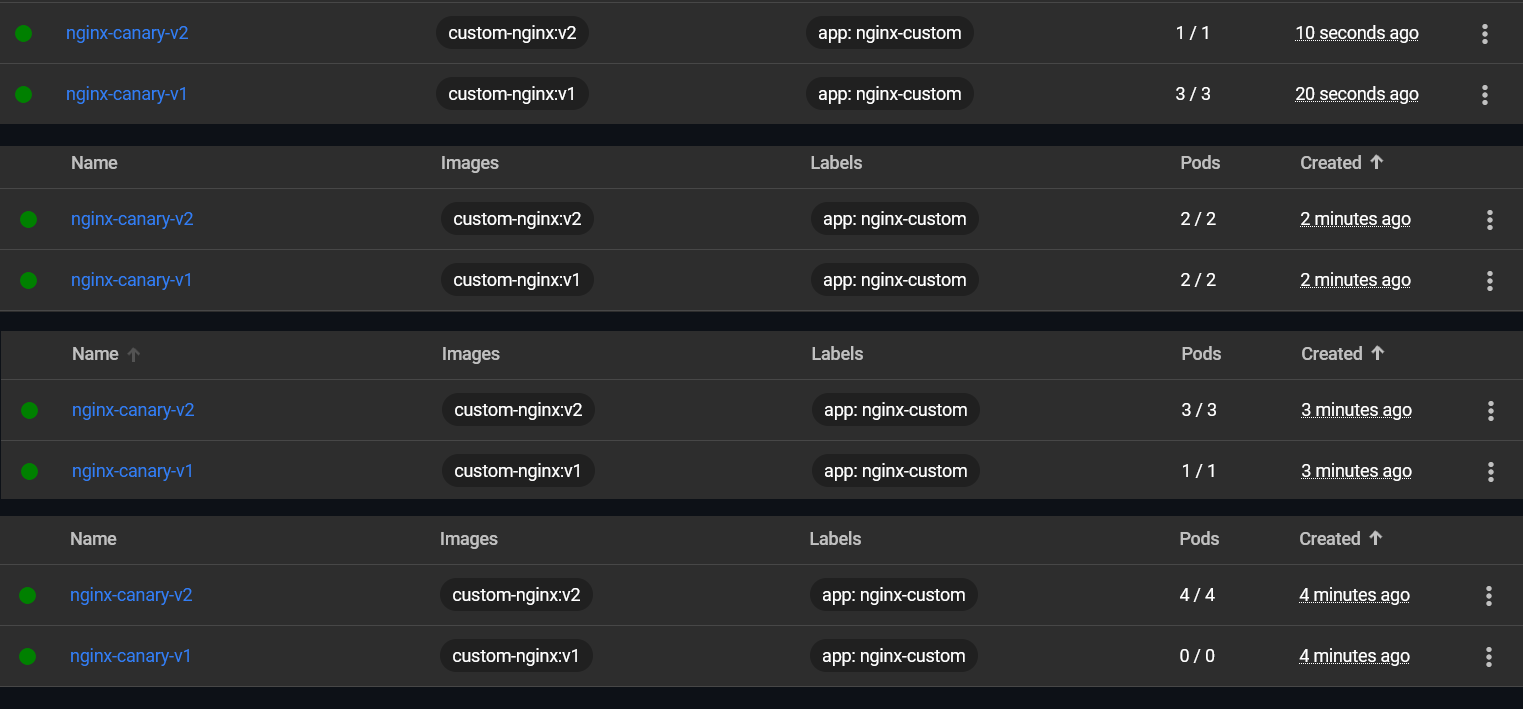 nginx-canary-v2 custom-nginx:v2 app: nginx-custom 1 / 1 10 seconds ago
nginx-canary-v1 custom-nginx:v1 app: nginx-custom 3 / 3 20 seconds ago
Name Images Labels Pods Created ↑
nginx-canary-v2 custom-nginx:v2 app: nginx-custom 2 / 2 2 minutes ago
nginx-canary-v1 custom-nginx:v1 app: nginx-custom 2 / 2 2 minutes ago
Name ↑ Images Labels Pods Created ↑
nginx-canary-v2 custom-nginx:v2 app: nginx-custom 3 / 3 3 minutes ago
nginx-canary-v1 custom-nginx:v1 app: nginx-custom 1 / 1 3 minutes ago
Name Images Labels Pods Created ↑
nginx-canary-v2 custom-nginx:v2 app: nginx-custom 4 / 4 4 minutes ago
nginx-canary-v1 custom-nginx:v1 app: nginx-custom 0 / 0 4 minutes ago